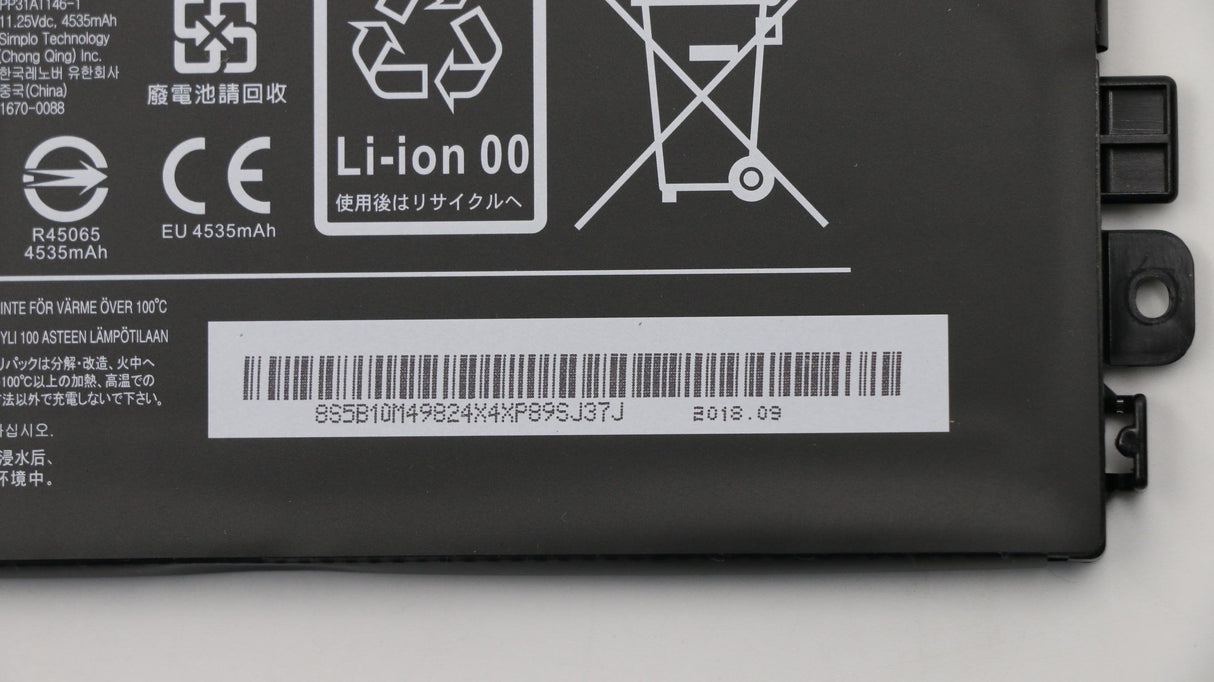 PP31AT146-1
11.25Vdc, 4535mAh
Simplo Technology
(Chong Qing) Inc.
한국레노버 유한회사
중국(China)
1670-0088
廢電池請回收
Li-ion 00
使用後はリサイクルへ
R45065
4535mAh
CE
EU 4535mAh
INTE FÖR VÄRME ÖVER 100°C
YLI 100 ASTEEN LÄMPÖTILAAN
パックは分解・改造、火中へ
100℃以上の加熱、高温での
法以外で充電しないで下さい。
십시오.
浸水后、
环境中。
8S5B10M49824X4XP89SJ37J 2018.09